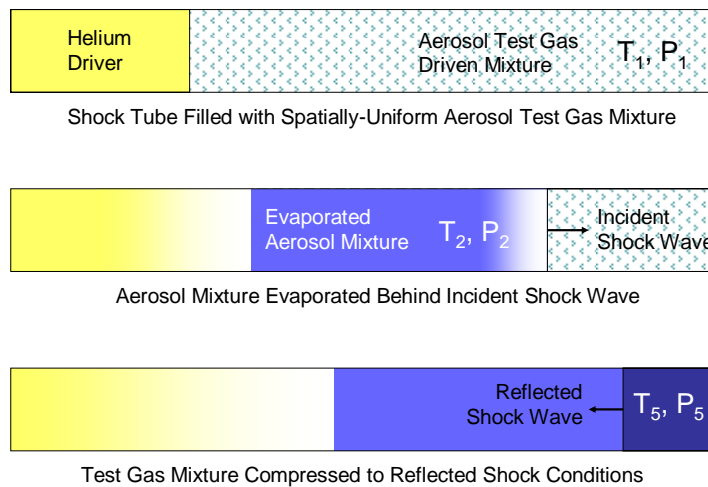 Helium
Driver
Aerosol Test Gas
Driven Mixture
T1, P1
Shock Tube Filled with Spatially-Uniform Aerosol Test Gas Mixture
Evaporated
Aerosol Mixture
T2, P2
Incident
Shock Wave
Aerosol Mixture Evaporated Behind Incident Shock Wave
Reflected
Shock Wave
T5, P5
Test Gas Mixture Compressed to Reflected Shock Conditions